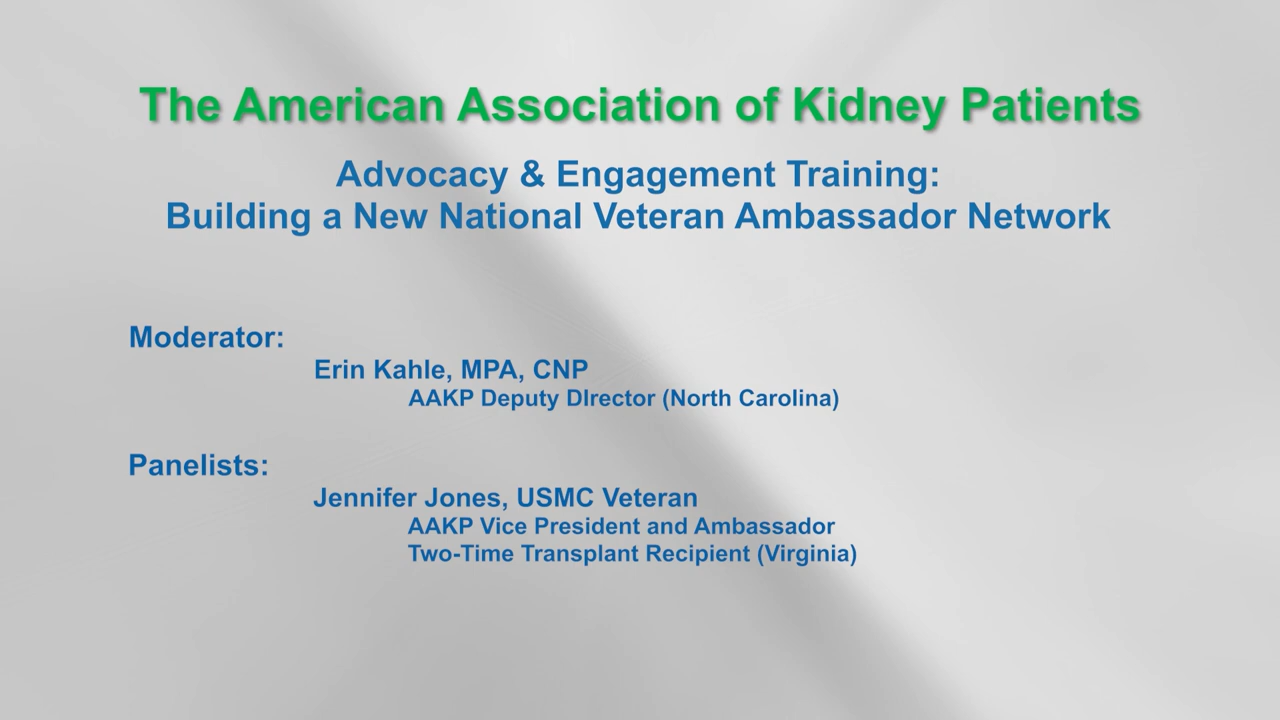 The American Association of Kidney Patients
Advocacy & Engagement Training:
Building a New National Veteran Ambassador Network
Moderator:
Erin Kahle, MPA, CNP
AAKP Deputy DIrector (North Carolina)
Panelists:
Jennifer Jones, USMC Veteran
AAKP Vice President and Ambassador
Two-Time Transplant Recipient (Virginia)